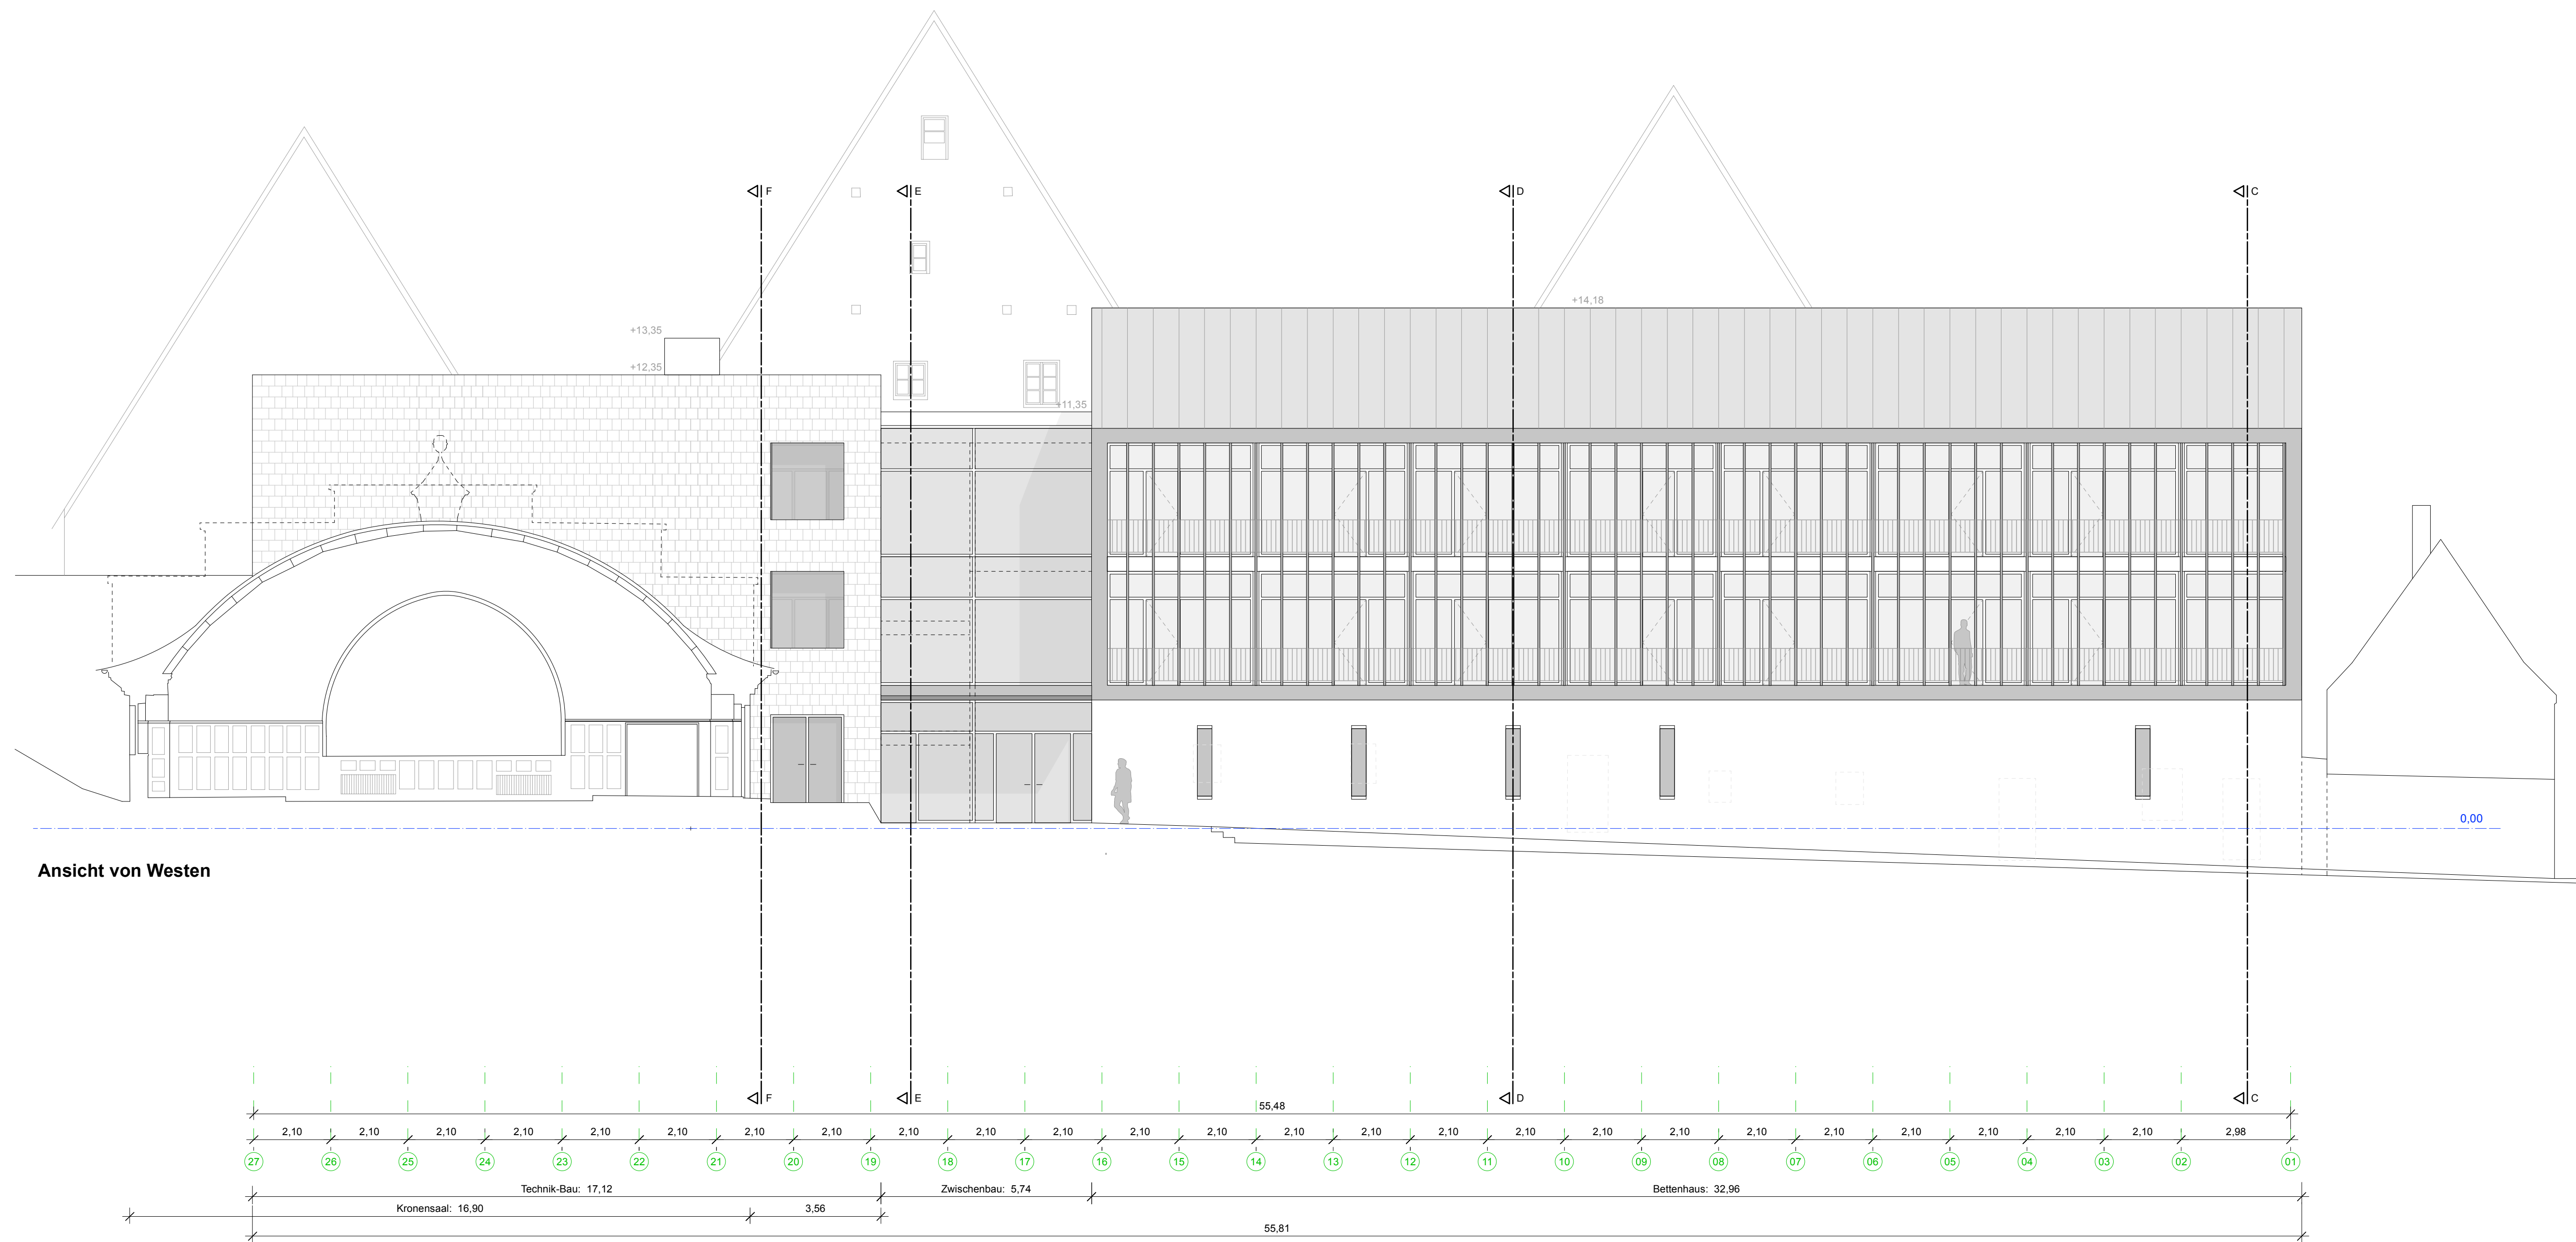 F E D C
+14,18
+13,35
+12,35
+11,35
0,00
Ansicht von Westen
F E D C
55,48
2,10 2,10 2,10 2,10 2,10 2,10 2,10 2,10 2,10 2,10 2,10 2,10 2,10 2,10 2,10 2,10 2,10 2,10 2,10 2,10 2,10 2,10 2,10 2,10 2,10 2,98
27 26 25 24 23 22 21 20 19 18 17 16 15 14 13 12 11 10 09 08 07 06 05 04 03 02 01
Technik-Bau: 17,12 Zwischenbau: 5,74 Bettenhaus: 32,96
Kronensaal: 16,90 3,56
55,81